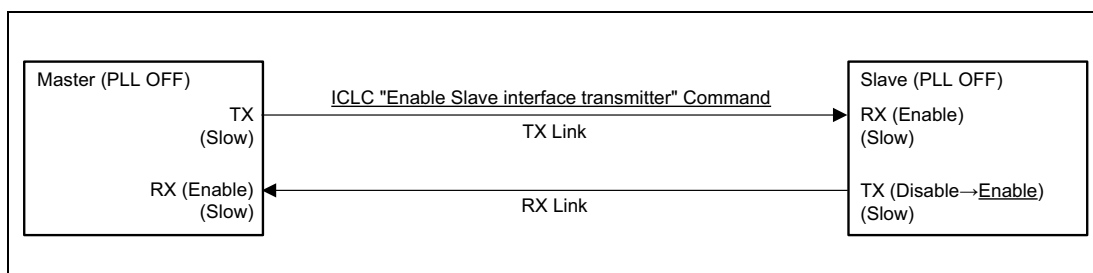 Master (PLL OFF)
TX
(Slow)
RX (Enable)
(Slow)
ICLC "Enable Slave interface transmitter" Command
TX Link
RX Link
Slave (PLL OFF)
RX (Enable)
(Slow)
TX (Disable→Enable)
(Slow)